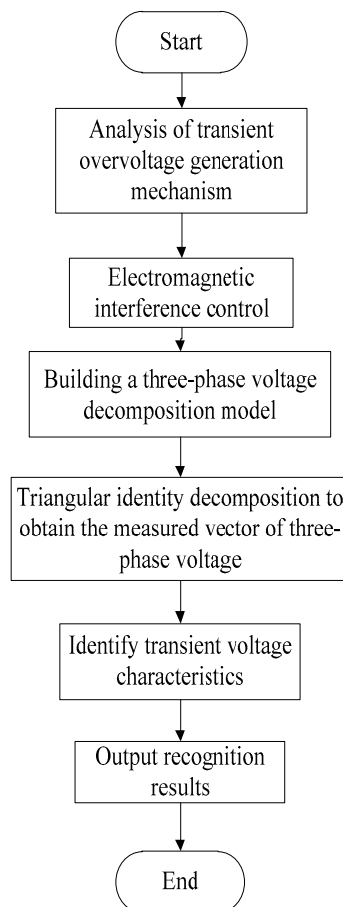 Start
Analysis of transient
overvoltage generation
mechanism
Electromagnetic
interference control
Building a three-phase voltage
decomposition model
Triangular identity decomposition to
obtain the measured vector of three-
phase voltage
Identify transient voltage
characteristics
Output recognition
results
End